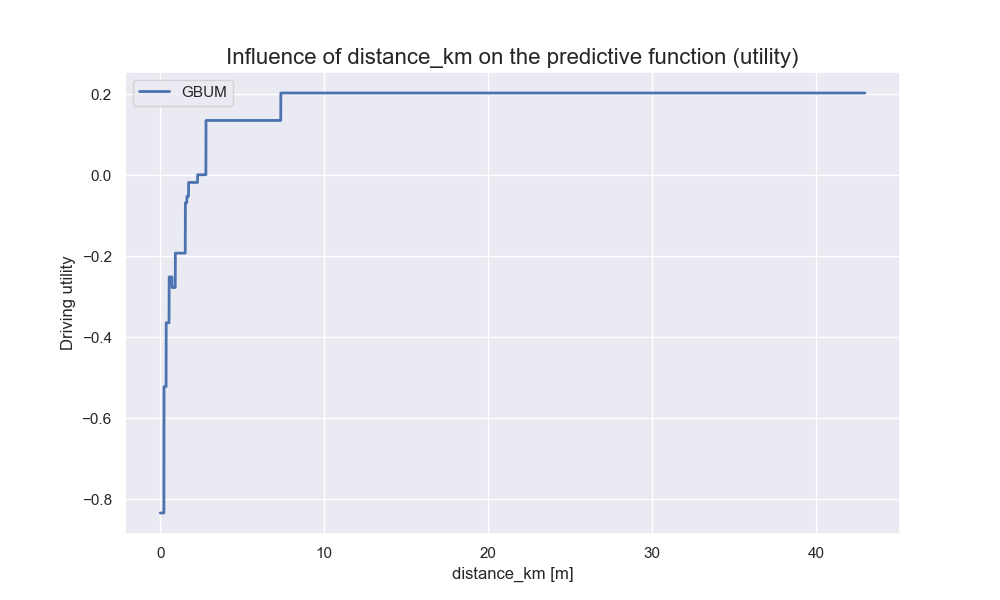 Influence of distance_km on the predictive function (utility)
GBUM
Driving utility
0.2
0.0
−0.2
−0.4
−0.6
−0.8
0
10
20
30
40
distance_km [m]